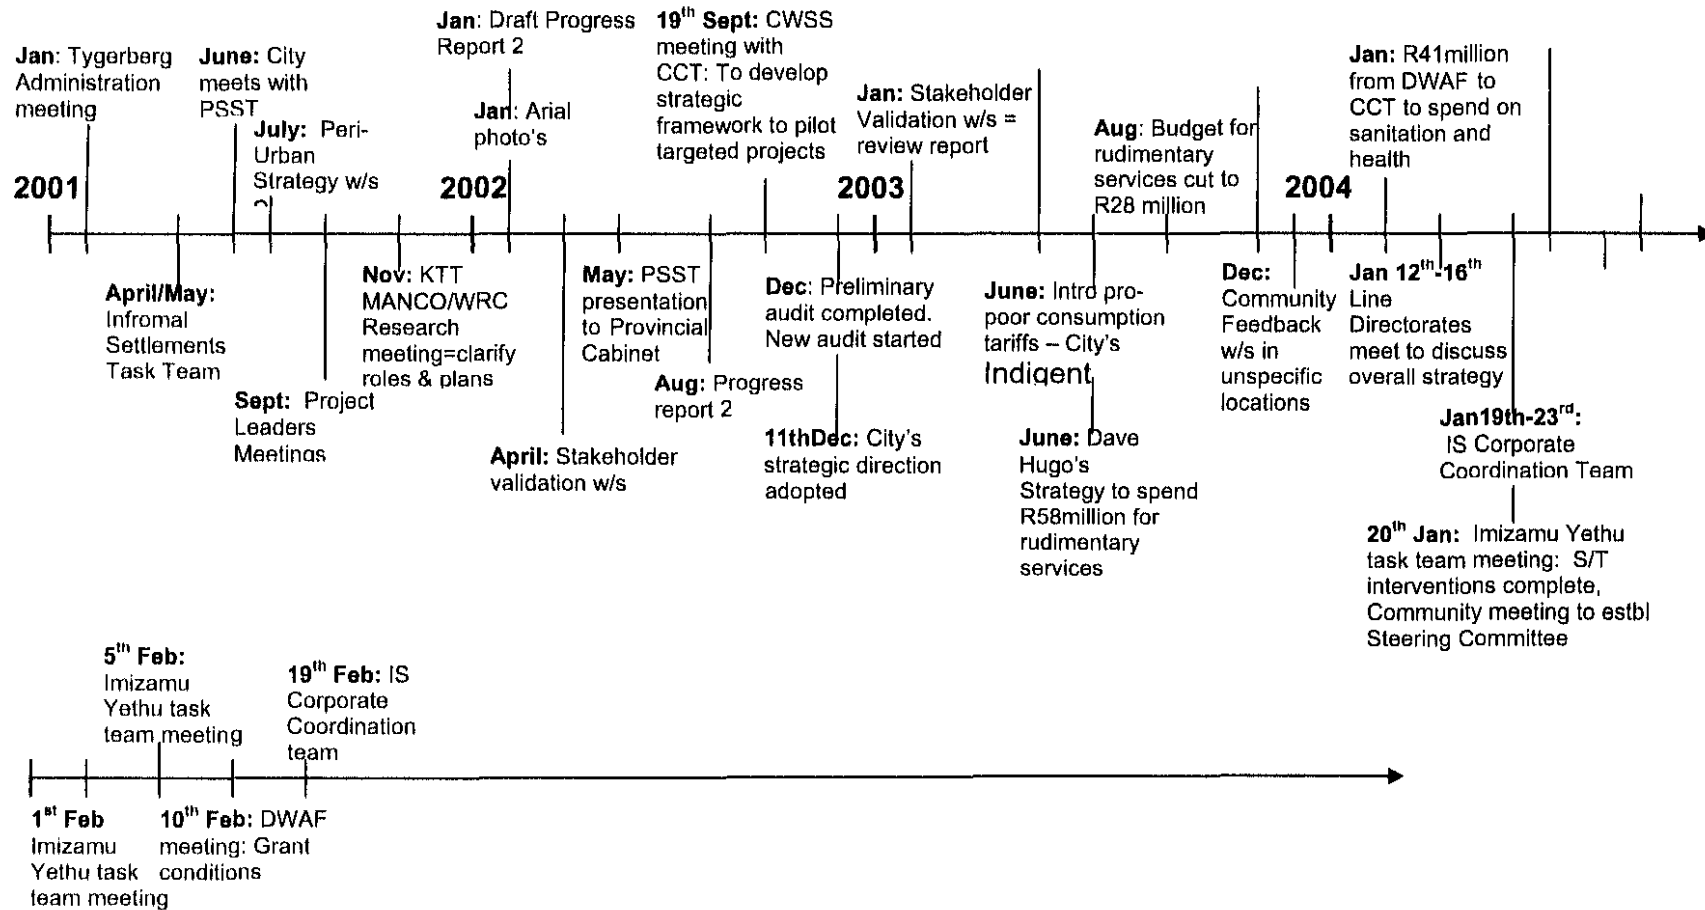 Jan: Tygerberg
Administration
meeting
June: City
meets with
PSST
July: Peri-
Urban
Strategy w/s
Jan: Draft Progress
Report 2
Jan: Arial
photo's
19th Sept: CWSS
meeting with
CCT: To develop
strategic
framework to pilot
targeted projects
Jan: Stakeholder
Validation w/s =
review report
Aug: Budget for
rudimentary
services cut to
R28 million
Jan: R41million
from DWAF to
CCT to spend on
sanitation and
health
2001
2002
2003
2004
April/May:
Infromal
Settlements
Task Team
Sept: Project
Leaders
Meetings
Nov: KTT
MANCO/WRC
Research
meeting=clarify
roles & plans
April: Stakeholder
validation w/s
May: PSST
presentation
to Provincial
Cabinet
Aug: Progress
report 2
Dec: Preliminary
audit completed.
New audit started
11thDec: City's
strategic direction
adopted
June: Intro pro-
poor consumption
tariffs – City's
Indigent
June: Dave
Hugo's
Strategy to spend
R58million for
rudimentary
services
Dec:
Community
Feedback
w/s in
unspecific
locations
Jan 12th-16th
Line
Directorates
meet to discuss
overall strategy
Jan19th-23rd:
IS Corporate
Coordination Team
20th Jan: Imizamu Yethu
task team meeting: S/T
interventions complete,
Community meeting to estbl
Steering Committee
5th Feb:
Imizamu
Yethu task
team meeting
19th Feb: IS
Corporate
Coordination
team
1st Feb
Imizamu
Yethu task
team meeting
10th Feb: DWAF
meeting: Grant
conditions